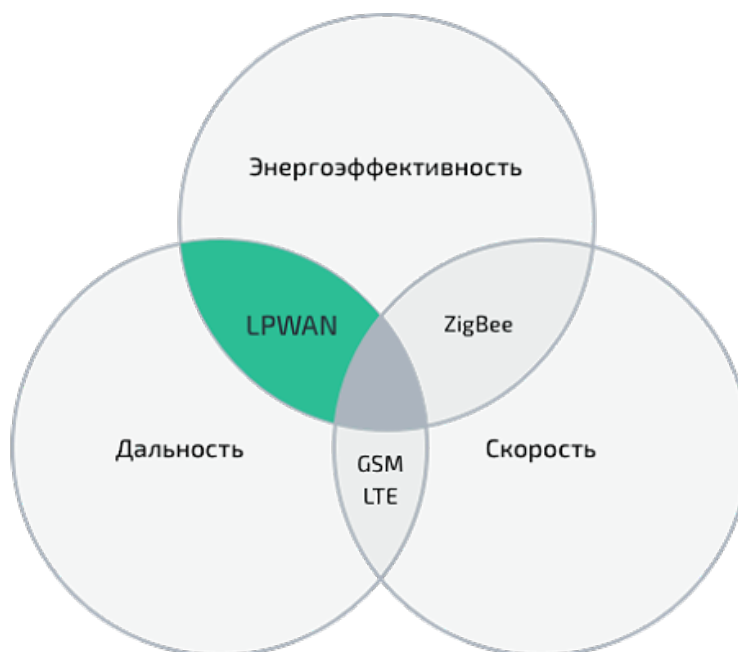 Энергоэффективность
LPWAN
ZigBee
Дальность
GSM
LTE
Скорость